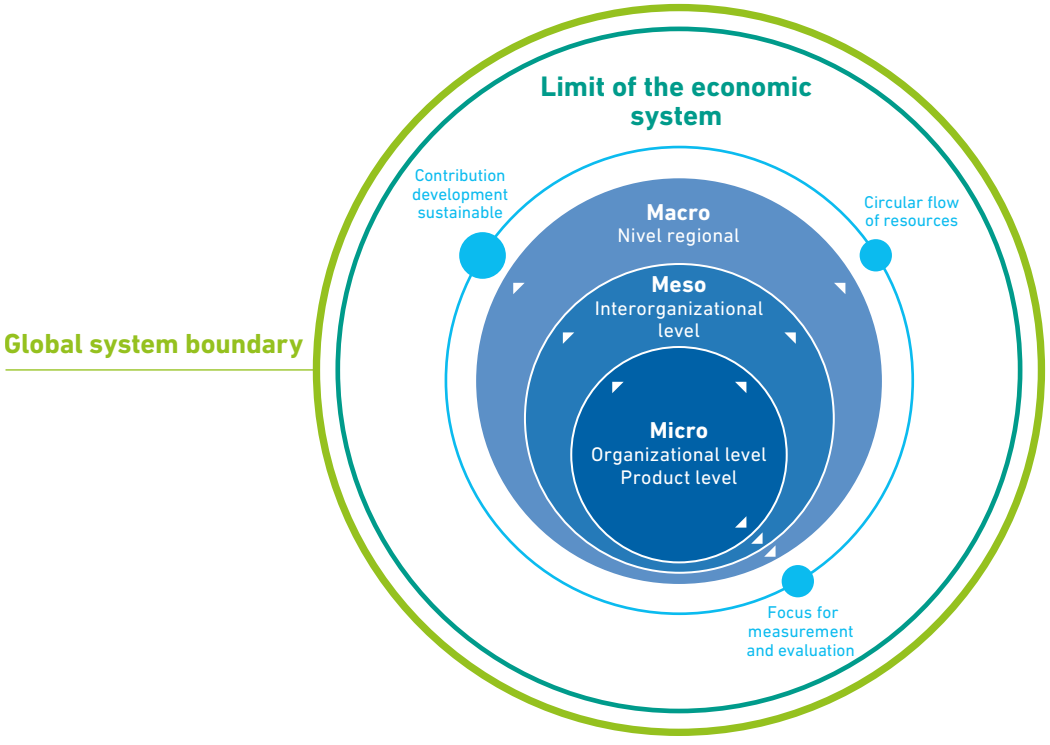 Limit of the economic
system
Contribution
development
sustainable
Circular flow
of resources
Macro
Nivel regional
Meso
Interorganizational
level
Global system boundary
Micro
Organizational level
Product level
Focus for
measurement
and evaluation